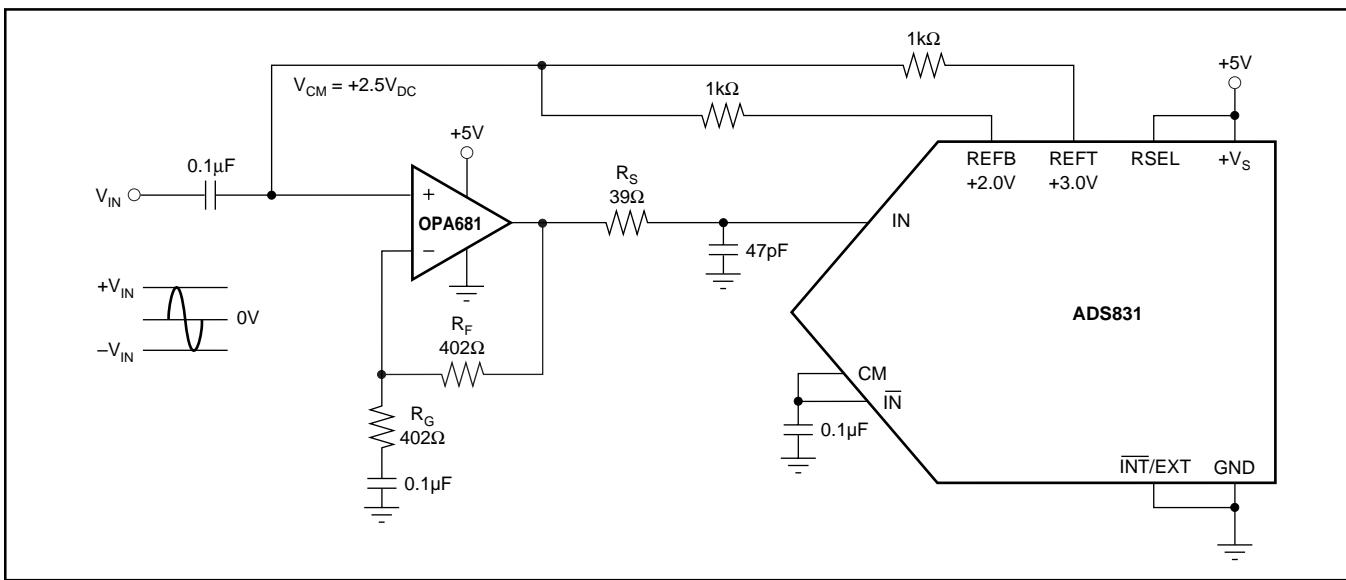 1kΩ
+5V
V_CM = +2.5V_DC
1kΩ
+5V
REFB
+2.0V
REFT
+3.0V
RSEL
+V_S
0.1µF
V_IN
+
OPA681
−
R_S
39Ω
IN
47pF
+V_IN
0V
−V_IN
ADS831
R_F
402Ω
CM
I̅N̅
R_G
402Ω
0.1µF
0.1µF
I̅N̅T̅/EXT
GND